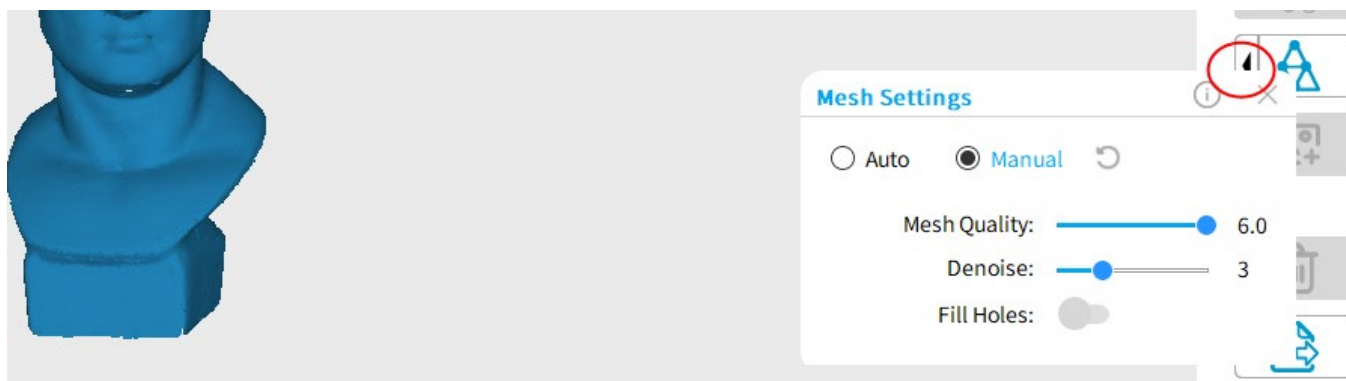 Mesh Settings
Auto Manual
Mesh Quality: 6.0
Denoise: 3
Fill Holes: